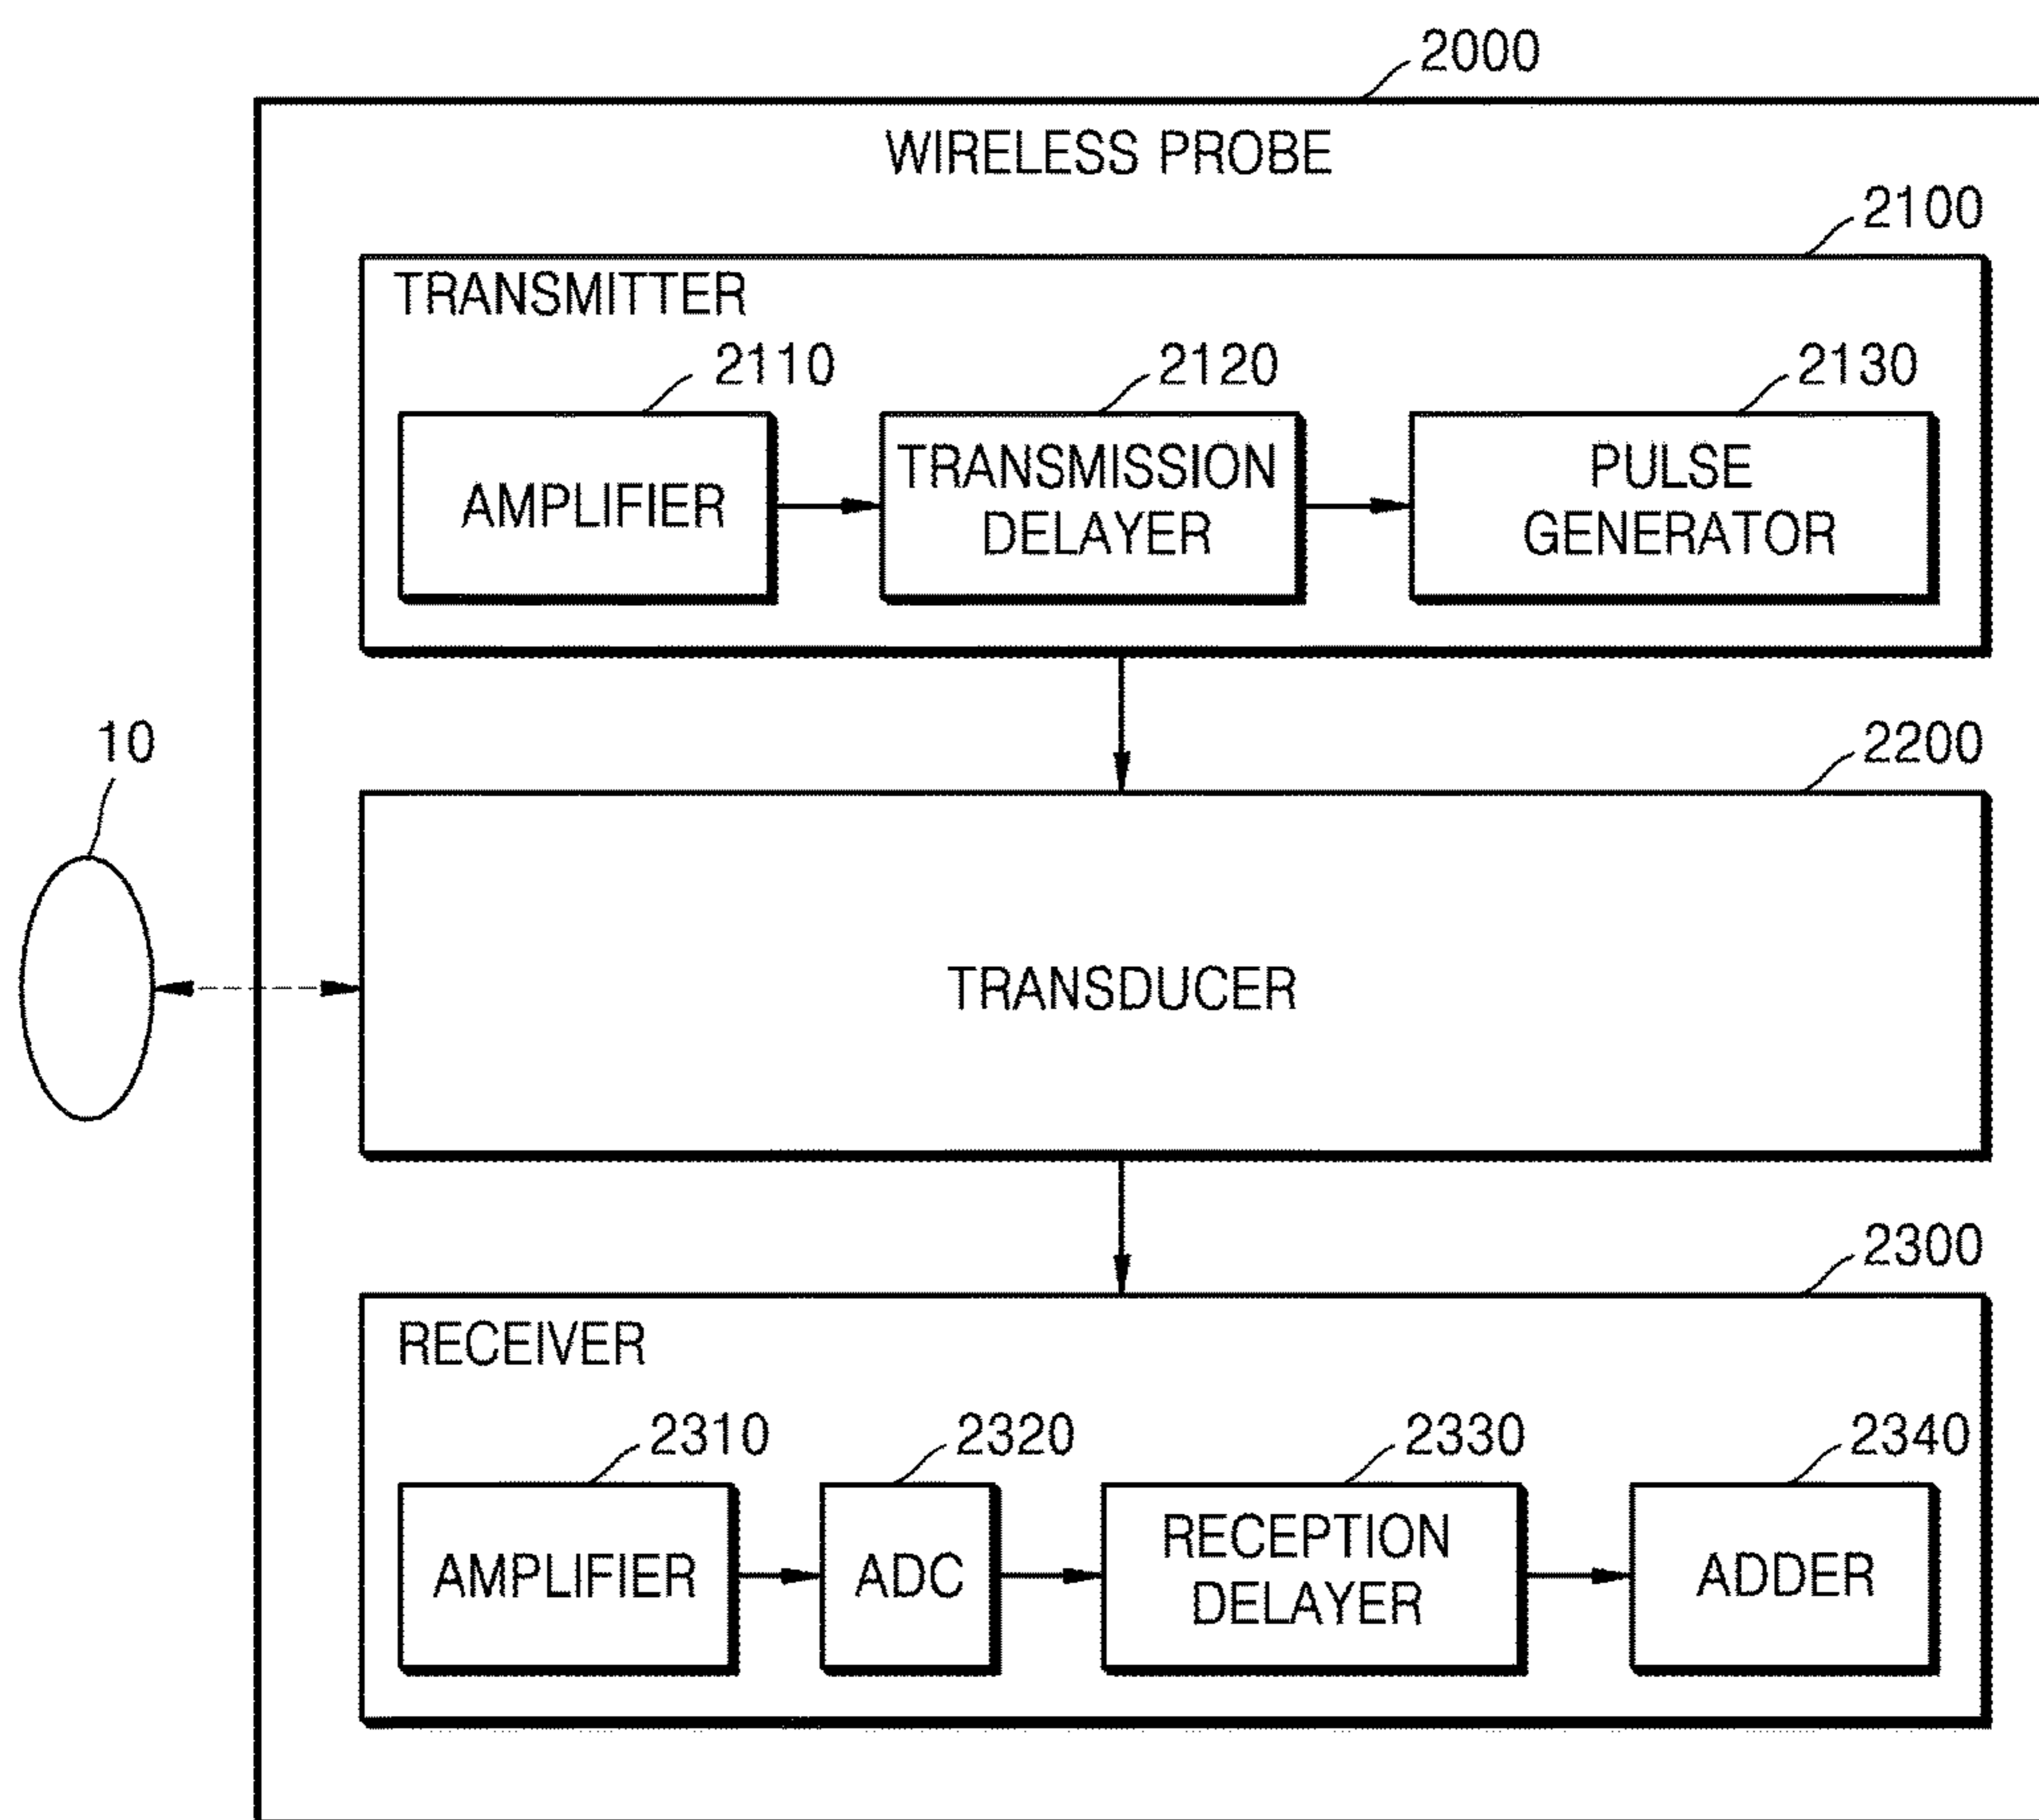 2000
WIRELESS PROBE
2100
TRANSMITTER
2110
2120
2130
AMPLIFIER
TRANSMISSION
DELAYER
PULSE
GENERATOR
10
2200
TRANSDUCER
2300
RECEIVER
2310
2320
2330
2340
AMPLIFIER
ADC
RECEPTION
DELAYER
ADDER